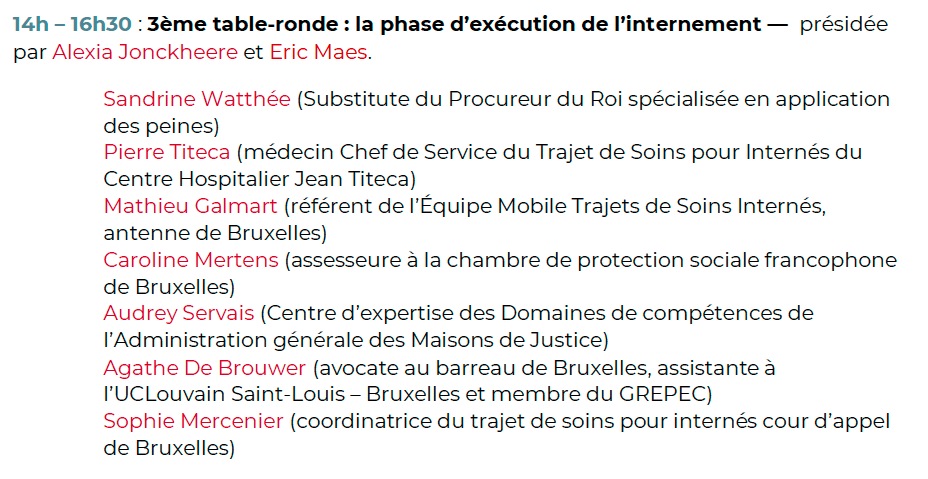 14h – 16h30 : 3ème table-ronde : la phase d’exécution de l’internement — présidée
par Alexia Jonckheere et Eric Maes.
Sandrine Watthée (Substitute du Procureur du Roi spécialisée en application
des peines)
Pierre Titeca (médecin Chef de Service du Trajet de Soins pour Internés du
Centre Hospitalier Jean Titeca)
Mathieu Galmart (référent de l’Équipe Mobile Trajets de Soins Internés,
antenne de Bruxelles)
Caroline Mertens (assesseure à la chambre de protection sociale francophone
de Bruxelles)
Audrey Servais (Centre d’expertise des Domaines de compétences de
l’Administration générale des Maisons de Justice)
Agathe De Brouwer (avocate au barreau de Bruxelles, assistante à
l’UCLouvain Saint-Louis – Bruxelles et membre du GREPEC)
Sophie Mercenier (coordinatrice du trajet de soins pour internés cour d’appel
de Bruxelles)